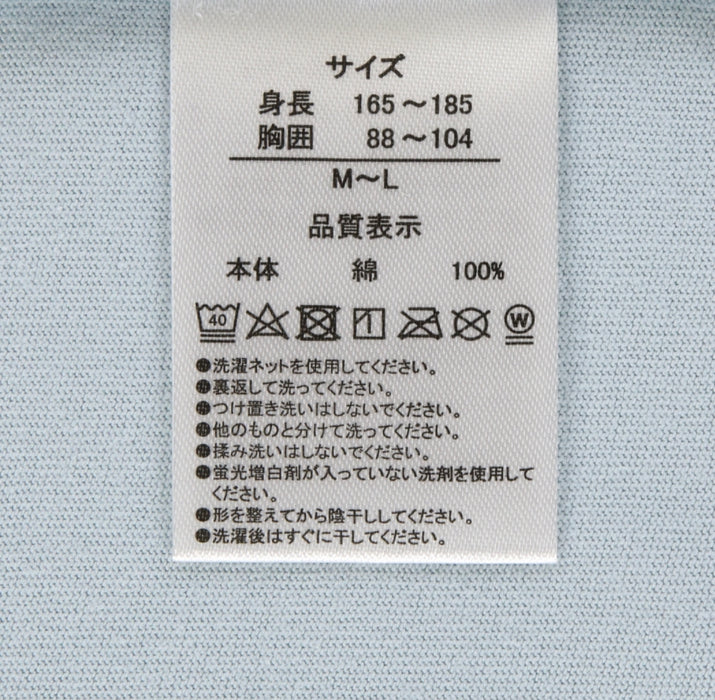 サイズ
身長 165～185
胸囲 88～104
M～L
品質表示
本体 綿 100%
40 W
●洗濯ネットを使用してください。
●裏返して洗ってください。
●つけ置き洗いはしないでください。
●他のものと分けて洗ってください。
●揉み洗いはしないでください。
●蛍光増白剤が入っていない洗剤を使用して
ください。
●形を整えてから陰干ししてください。
●洗濯後はすぐに干してください。